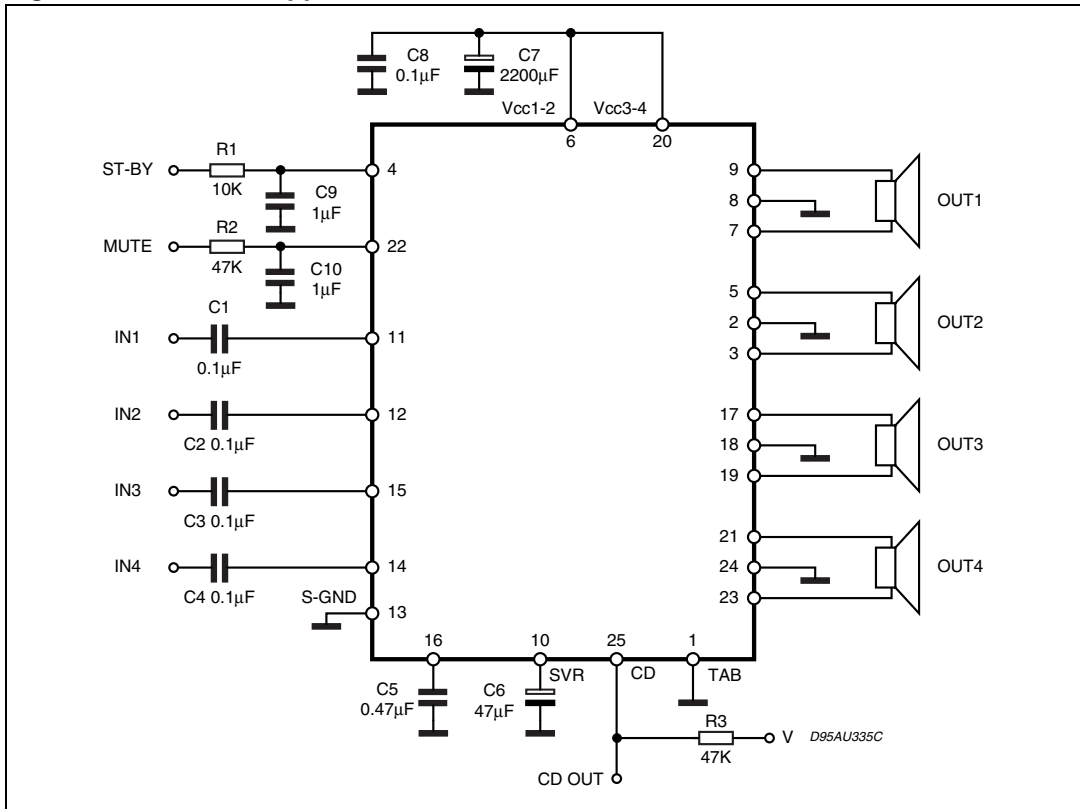 C8
0.1µF
C7
2200µF
Vcc1-2
Vcc3-4
6
20
ST-BY
R1
10K
4
C9
1µF
MUTE
R2
47K
22
C10
1µF
IN1
C1
0.1µF
11
IN2
C2 0.1µF
12
IN3
C3 0.1µF
15
IN4
C4 0.1µF
14
S-GND
13
9
8
7
OUT1
5
2
3
OUT2
17
18
19
OUT3
21
24
23
OUT4
16
10
25
1
SVR
CD
TAB
C5
0.47µF
C6
47µF
R3
47K
V
D95AU335C
CD OUT